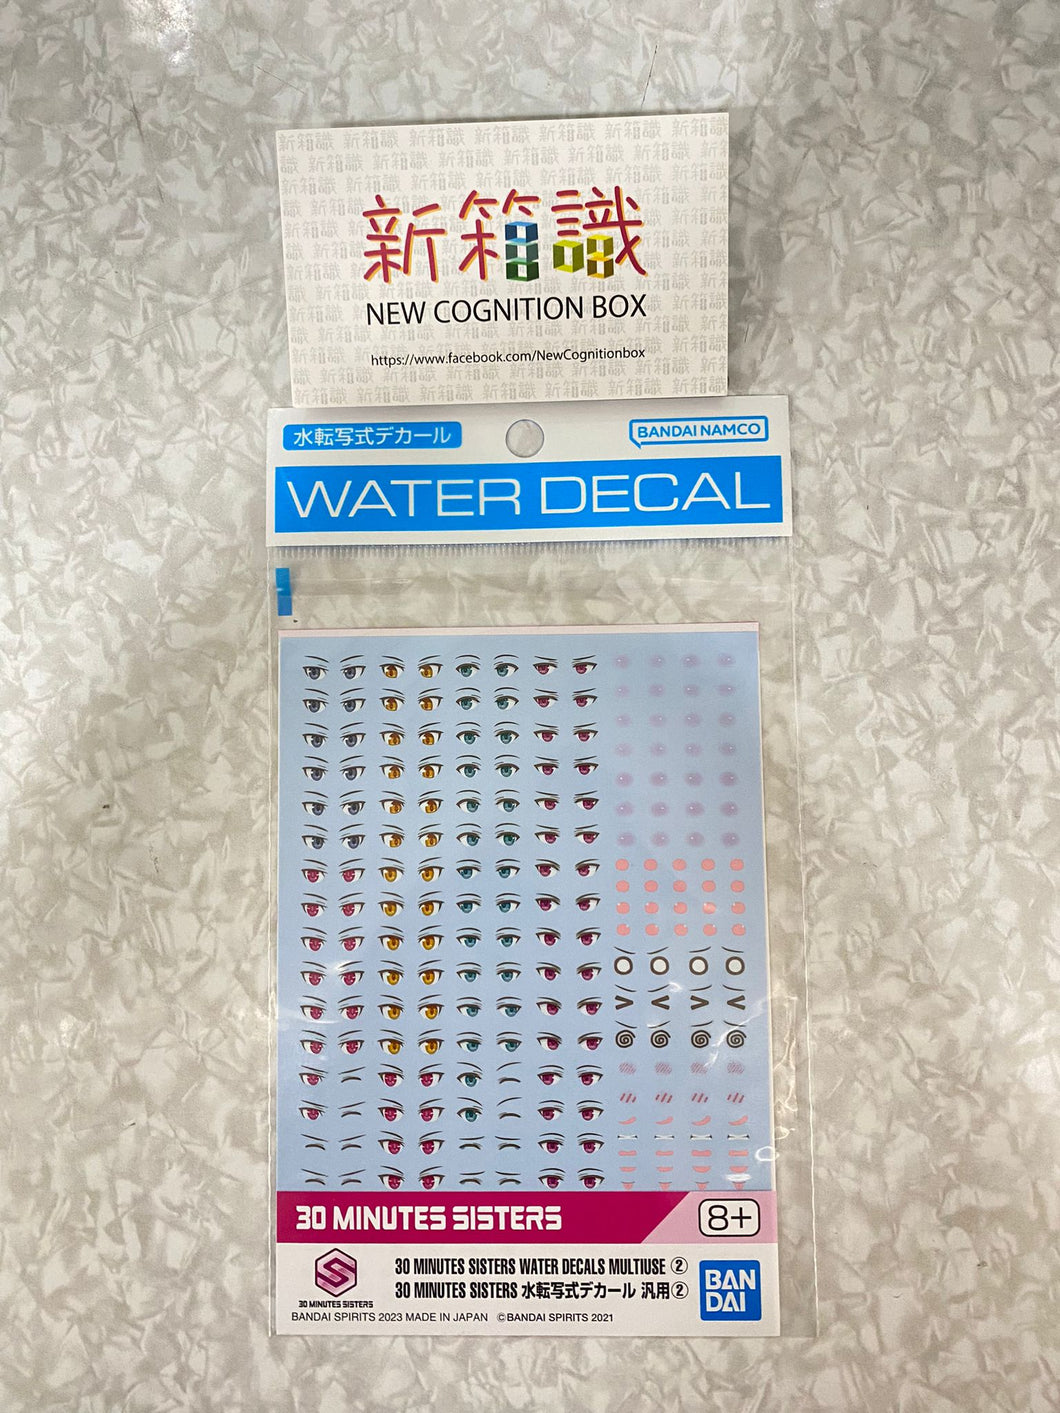 新箱識
NEW COGNITION BOX
https://www.facebook.com/NewCognitionbox
水転写式デカール
BANDAI NAMCO
WATER DECAL
30 MINUTES SISTERS
8+
30 MINUTES SISTERS WATER DECALS MULTIUSE ②
30 MINUTES SISTERS 水転写式デカール 汎用②
30 MINUTES SISTERS
BAN
DAI
BANDAI SPIRITS 2023 MADE IN JAPAN ©BANDAI SPIRITS 2021